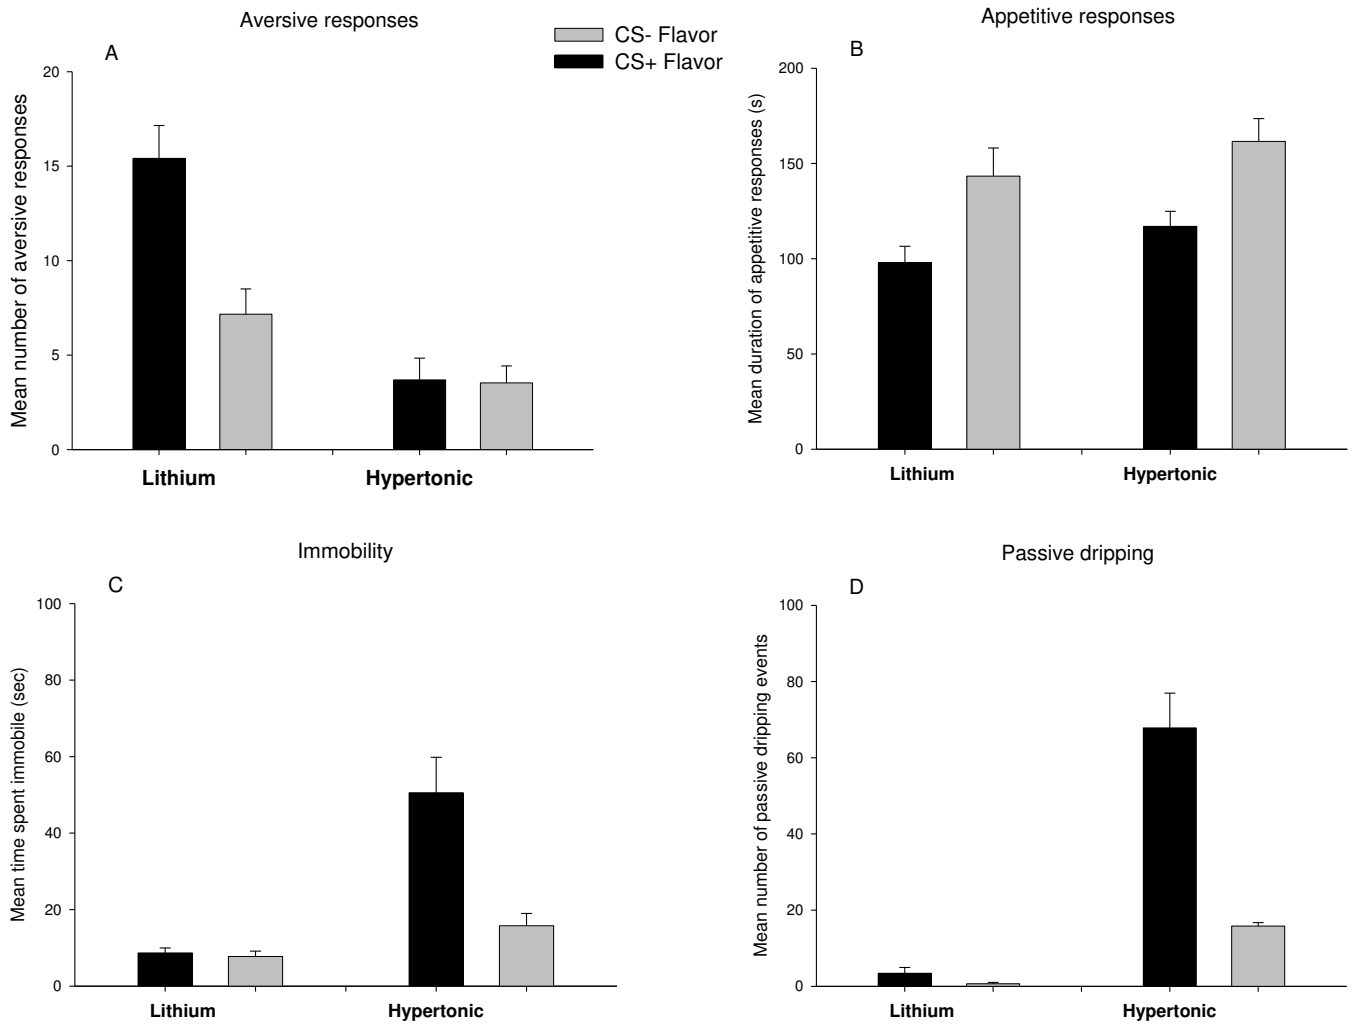 Aversive responses
A
CS- Flavor
CS+ Flavor
Mean number of aversive responses
20
15
10
5
0
Lithium
Hypertonic
Appetitive responses
B
Mean duration of appetitive responses (s)
200
150
100
50
0
Lithium
Hypertonic
Immobility
C
Mean time spent immobile (sec)
100
80
60
40
20
0
Lithium
Hypertonic
Passive dripping
D
Mean number of passive dripping events
100
80
60
40
20
0
Lithium
Hypertonic